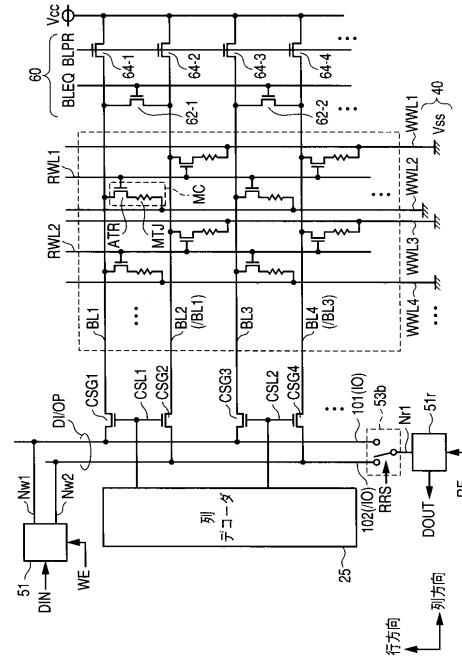 Vcc
60
BLEQ BLPR
64-1
64-2
64-3
64-4
62-1
62-2
40
Vss
WWL1
WWL2
WWL3
WWL4
RWL1
RWL2
MC
ATR
MTJ
BL1
BL2
(/BL1)
BL3
BL4
(/BL3)
CSG1
CSL1
CSG2
CSG3
CSL2
CSG4
DI/OP
Nw1
Nw2
51
DIN
WE
列
デコーダ
25
101(IO)
53b
102(/IO)
RRS
Nr1
51r
DOUT
行方向
列方向